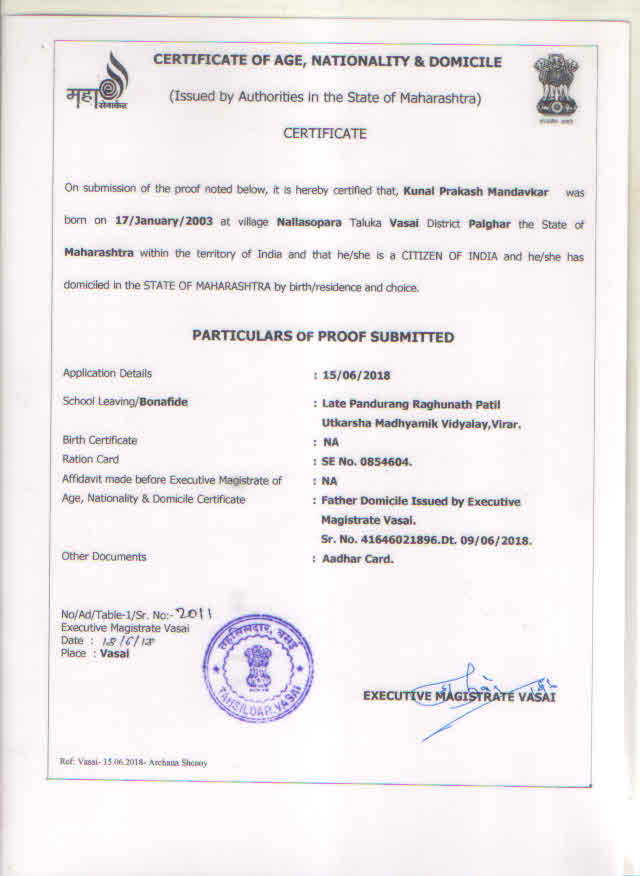 CERTIFICATE OF AGE, NATIONALITY & DOMICILE
महा
(Issued by Authorities in the State of Maharashtra)
CERTIFICATE
On submission of the proof noted below, it is hereby certified that, Kunal Prakash Mandavkar was
born on 17/January/2003 at village Nallasopara Taluka Vasai District Palghar the State of
Maharashtra within the territory of India and that he/she is a CITIZEN OF INDIA and he/she has
domiciled in the STATE OF MAHARASHTRA by birth/residence and choice.
PARTICULARS OF PROOF SUBMITTED
Application Details : 15/06/2018
School Leaving/Bonafide : Late Pandurang Raghunath Patil
Utkarsha Madhyamik Vidyalay,Virar.
Birth Certificate : NA
Ration Card : SE No. 0854604.
Affidavit made before Executive Magistrate of : NA
Age, Nationality & Domicile Certificate : Father Domicile Issued by Executive
Magistrate Vasai.
Sr. No. 41646021896.Dt. 09/06/2018.
Other Documents : Aadhar Card.
No/Ad/Table-1/Sr. No:- 2011
Executive Magistrate Vasai
Date : 18/6/18
Place : Vasai
तहसिलदार, वसई
TAHSILDAR, VASAI
EXECUTIVE MAGISTRATE VASAI
Ref: Vasai- 15.06.2018- Archana Shenoy